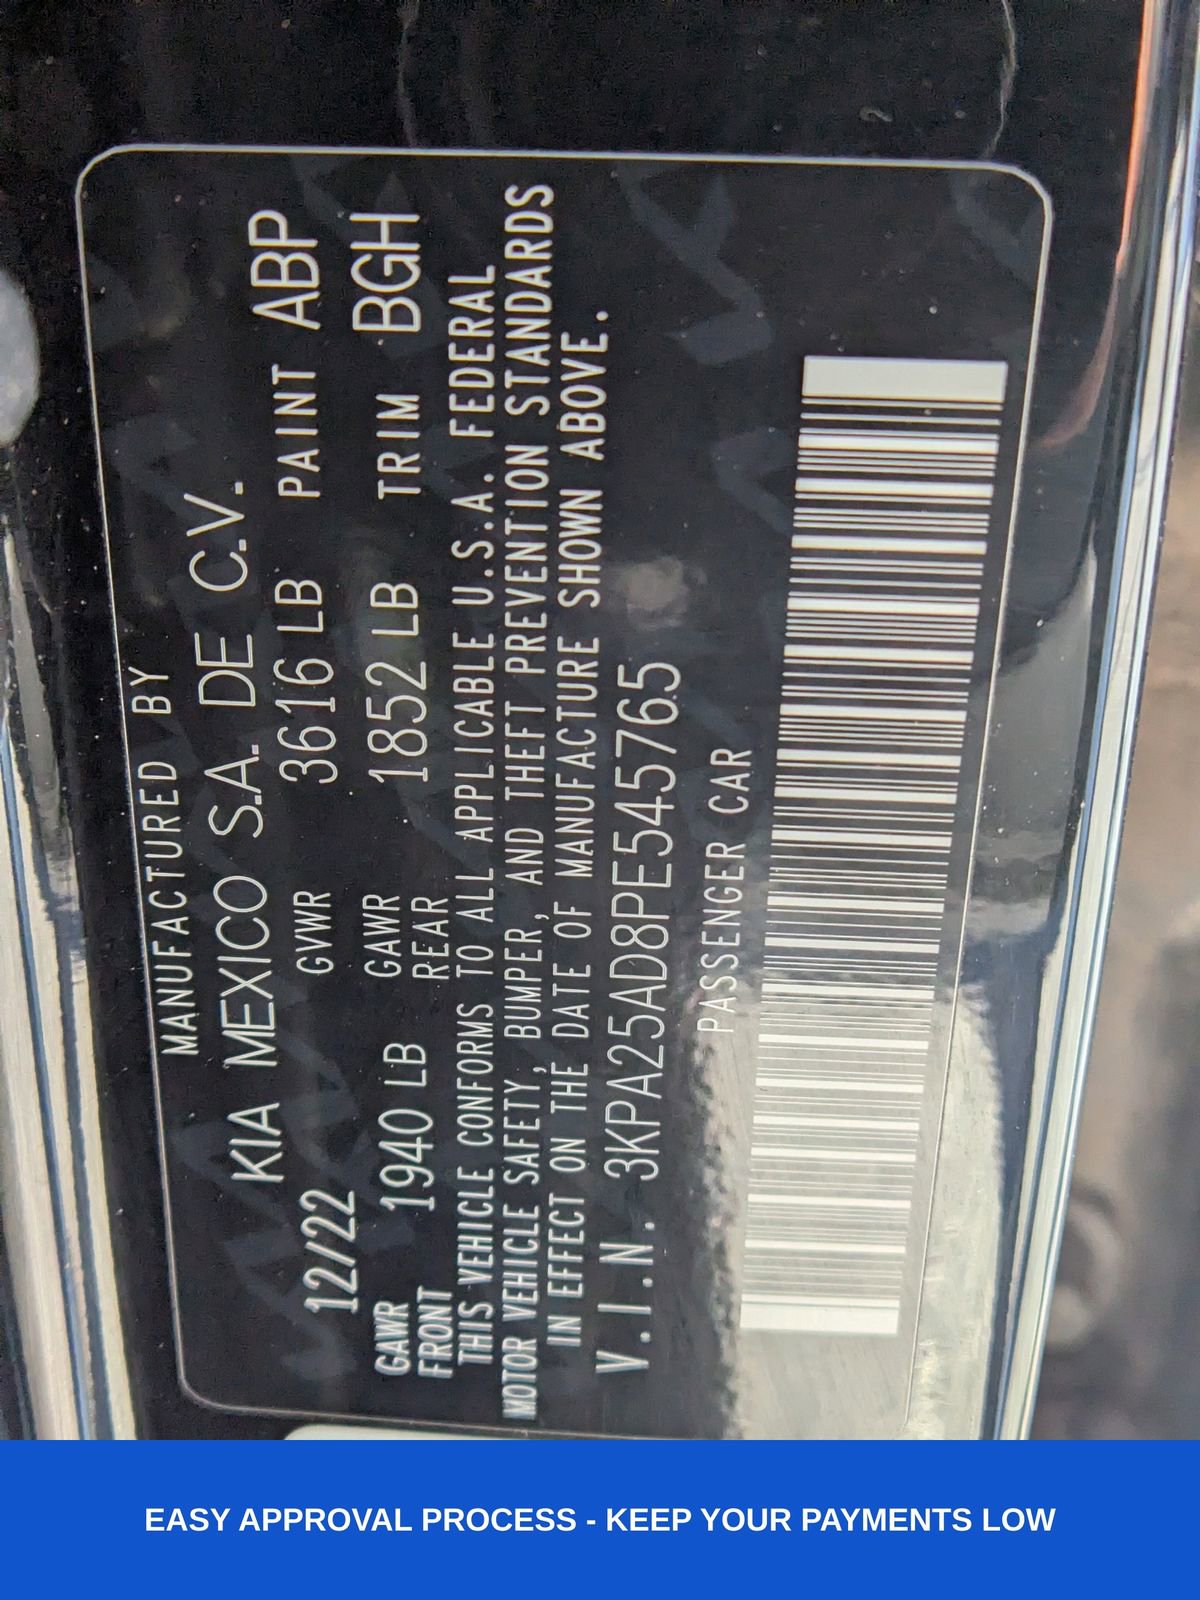 MANUFACTURED BY
KIA MEXICO S.A. DE C.V.
12/22 GVWR 3616 LB PAINT ABP
GAWR FRONT 1940 LB GAWR REAR 1852 LB TRIM BGH
THIS VEHICLE CONFORMS TO ALL APPLICABLE U.S.A. FEDERAL
MOTOR VEHICLE SAFETY, BUMPER, AND THEFT PREVENTION STANDARDS
IN EFFECT ON THE DATE OF MANUFACTURE SHOWN ABOVE.
V.I.N. 3KPA25AD8PE545765
PASSENGER CAR
EASY APPROVAL PROCESS - KEEP YOUR PAYMENTS LOW